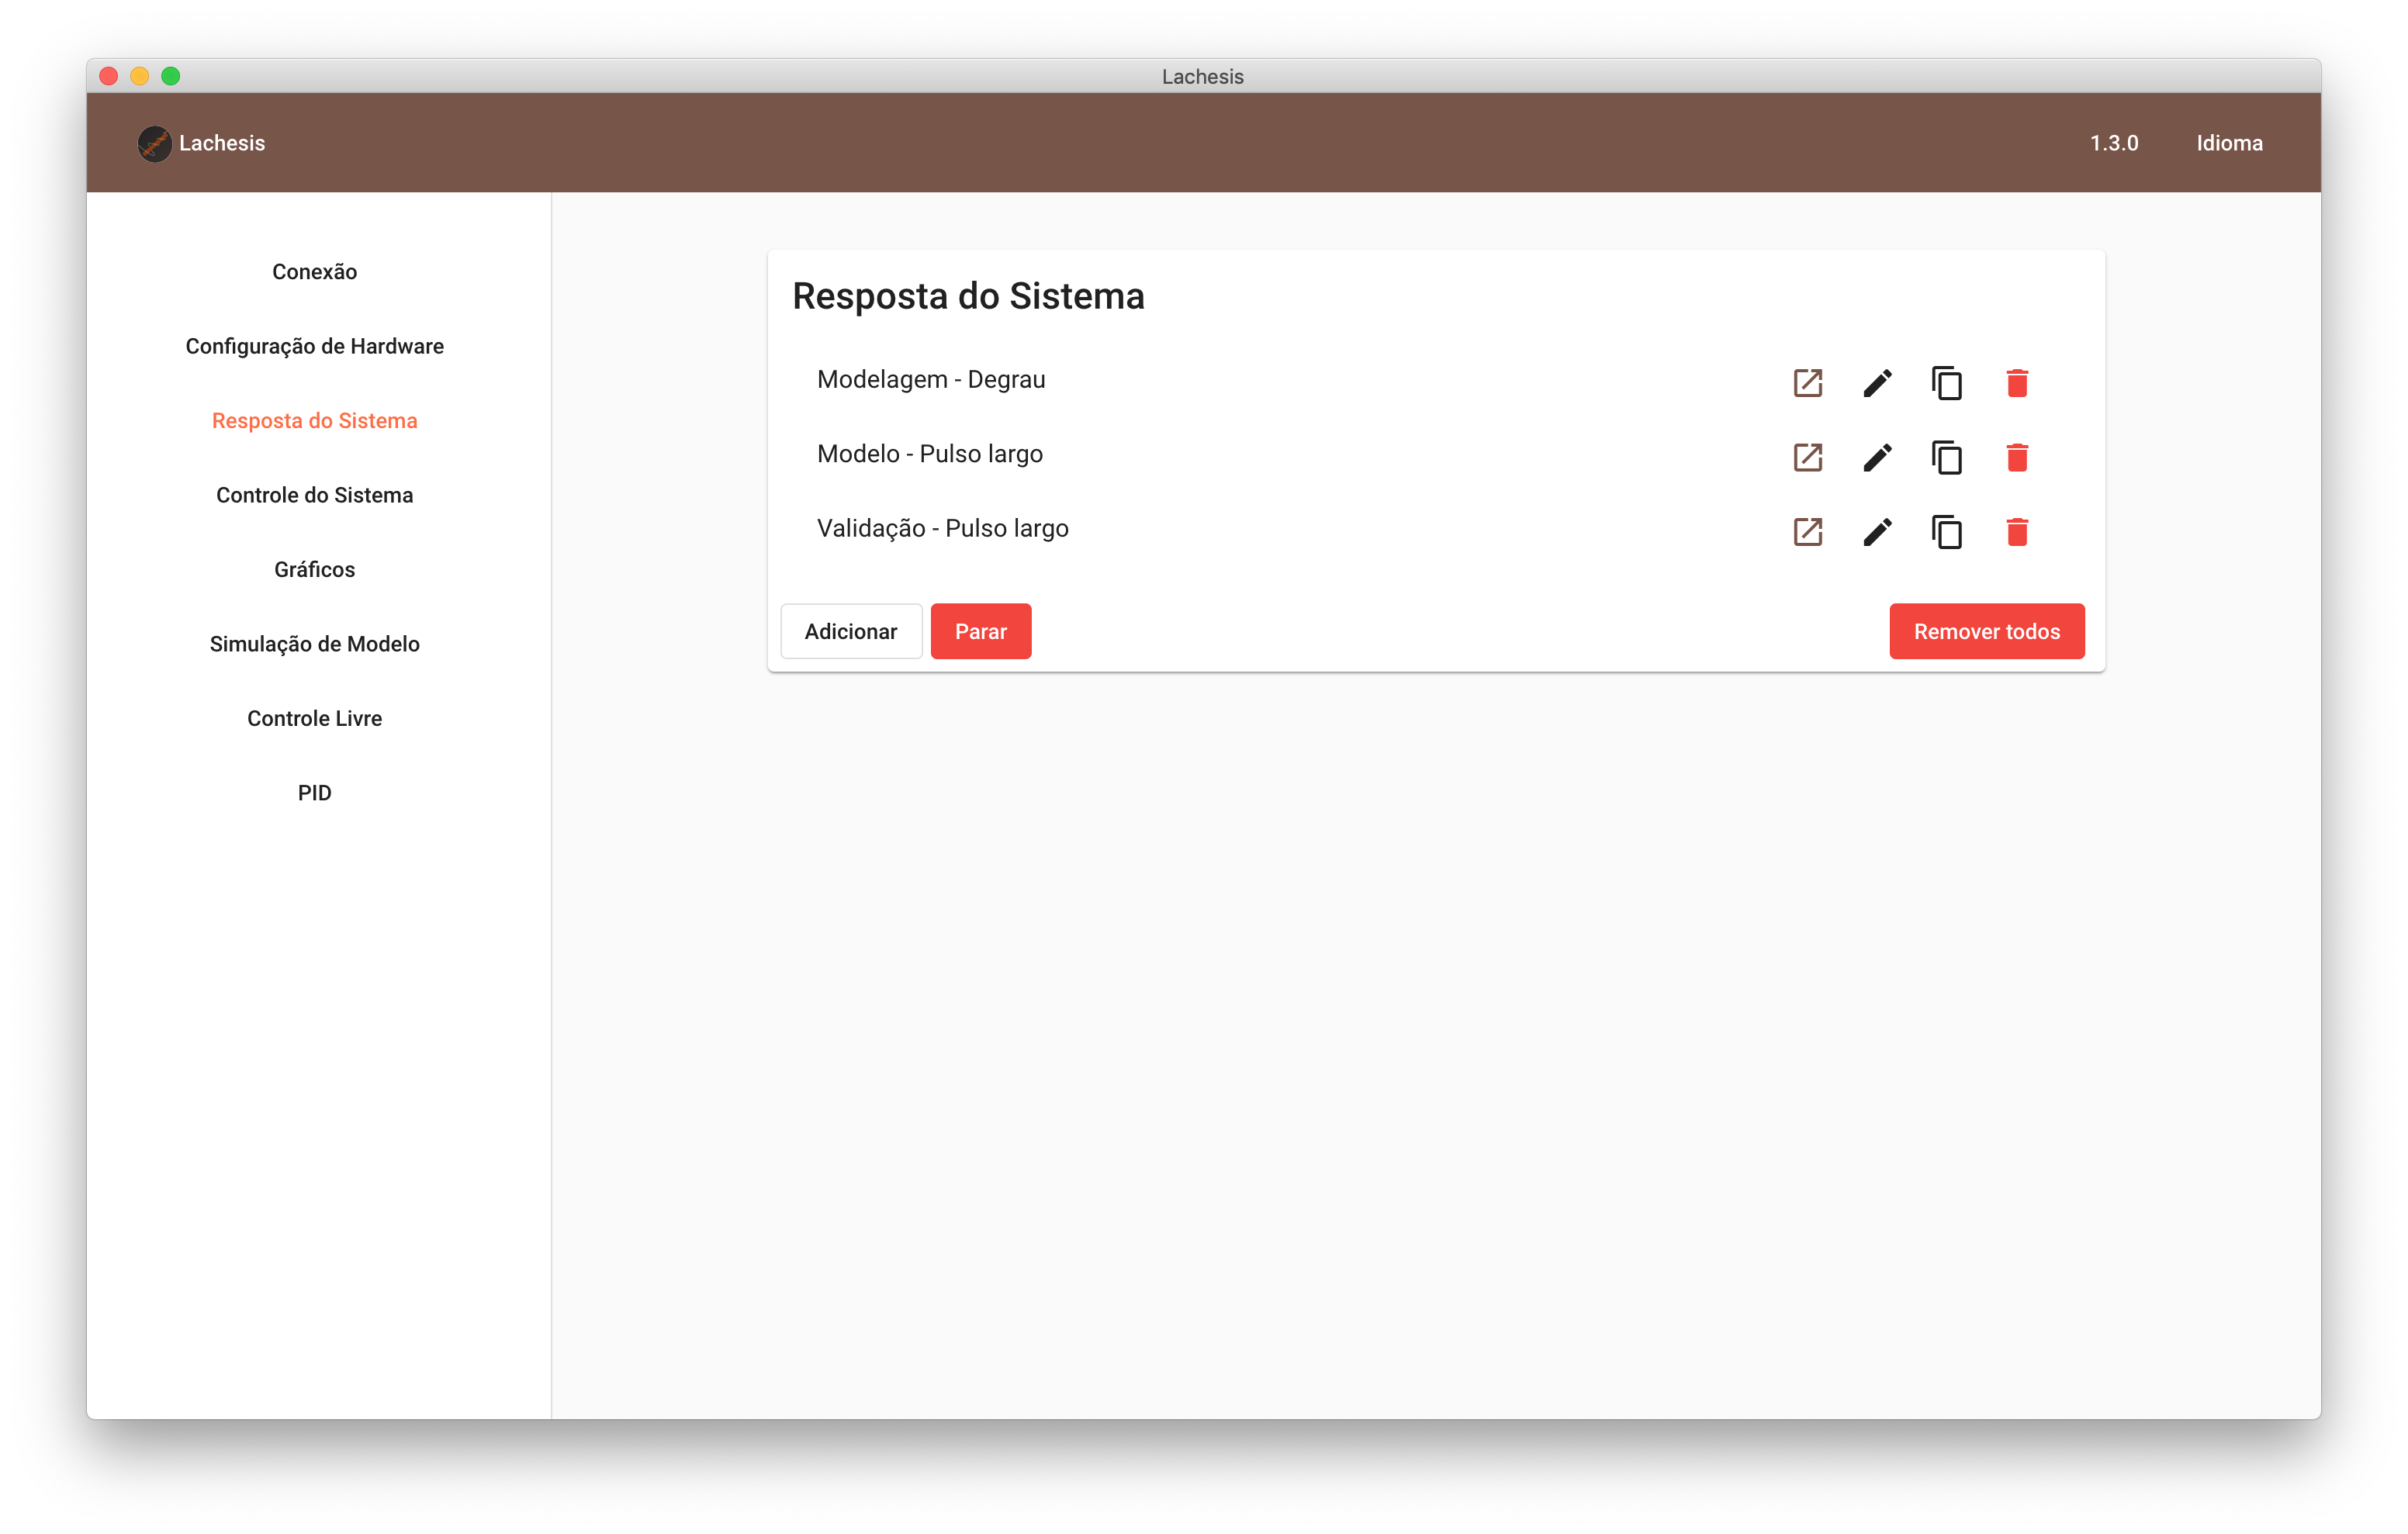 Lachesis
Lachesis
1.3.0
Idioma
Conexão
Configuração de Hardware
Resposta do Sistema
Controle do Sistema
Gráficos
Simulação de Modelo
Controle Livre
PID
Resposta do Sistema
Modelagem - Degrau
Modelo - Pulso largo
Validação - Pulso largo
Adicionar
Parar
Remover todos